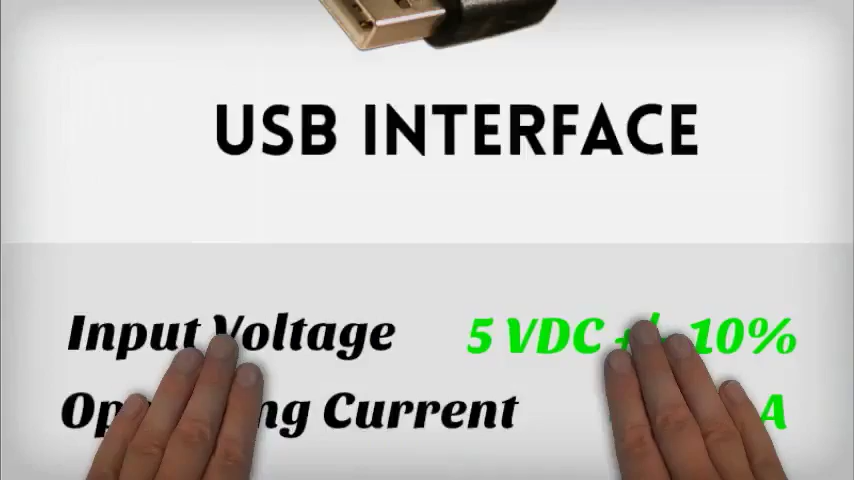 USB INTERFACE
Input Voltage 5 VDC +/- 10%
Current A